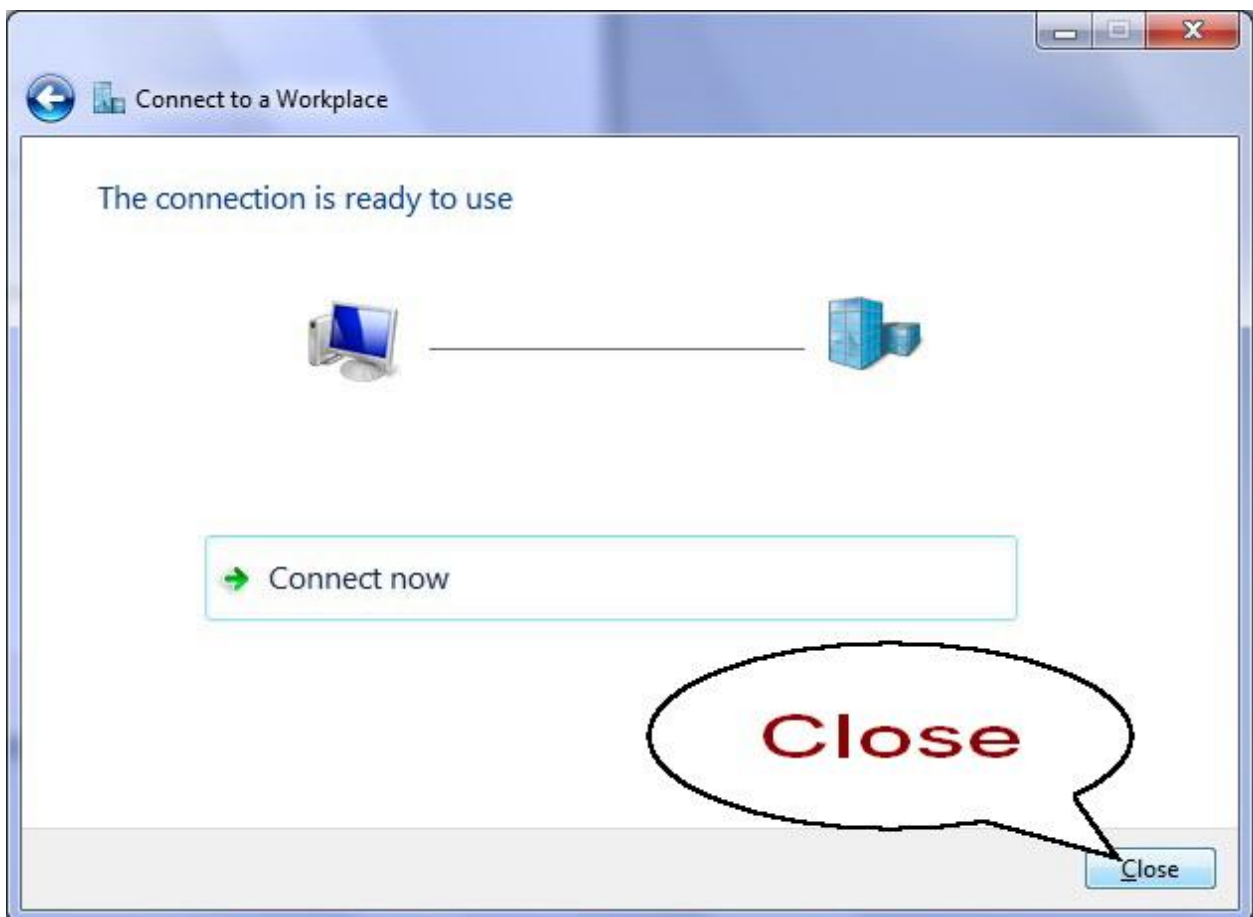 Connect to a Workplace
The connection is ready to use
Connect now
Close
Close